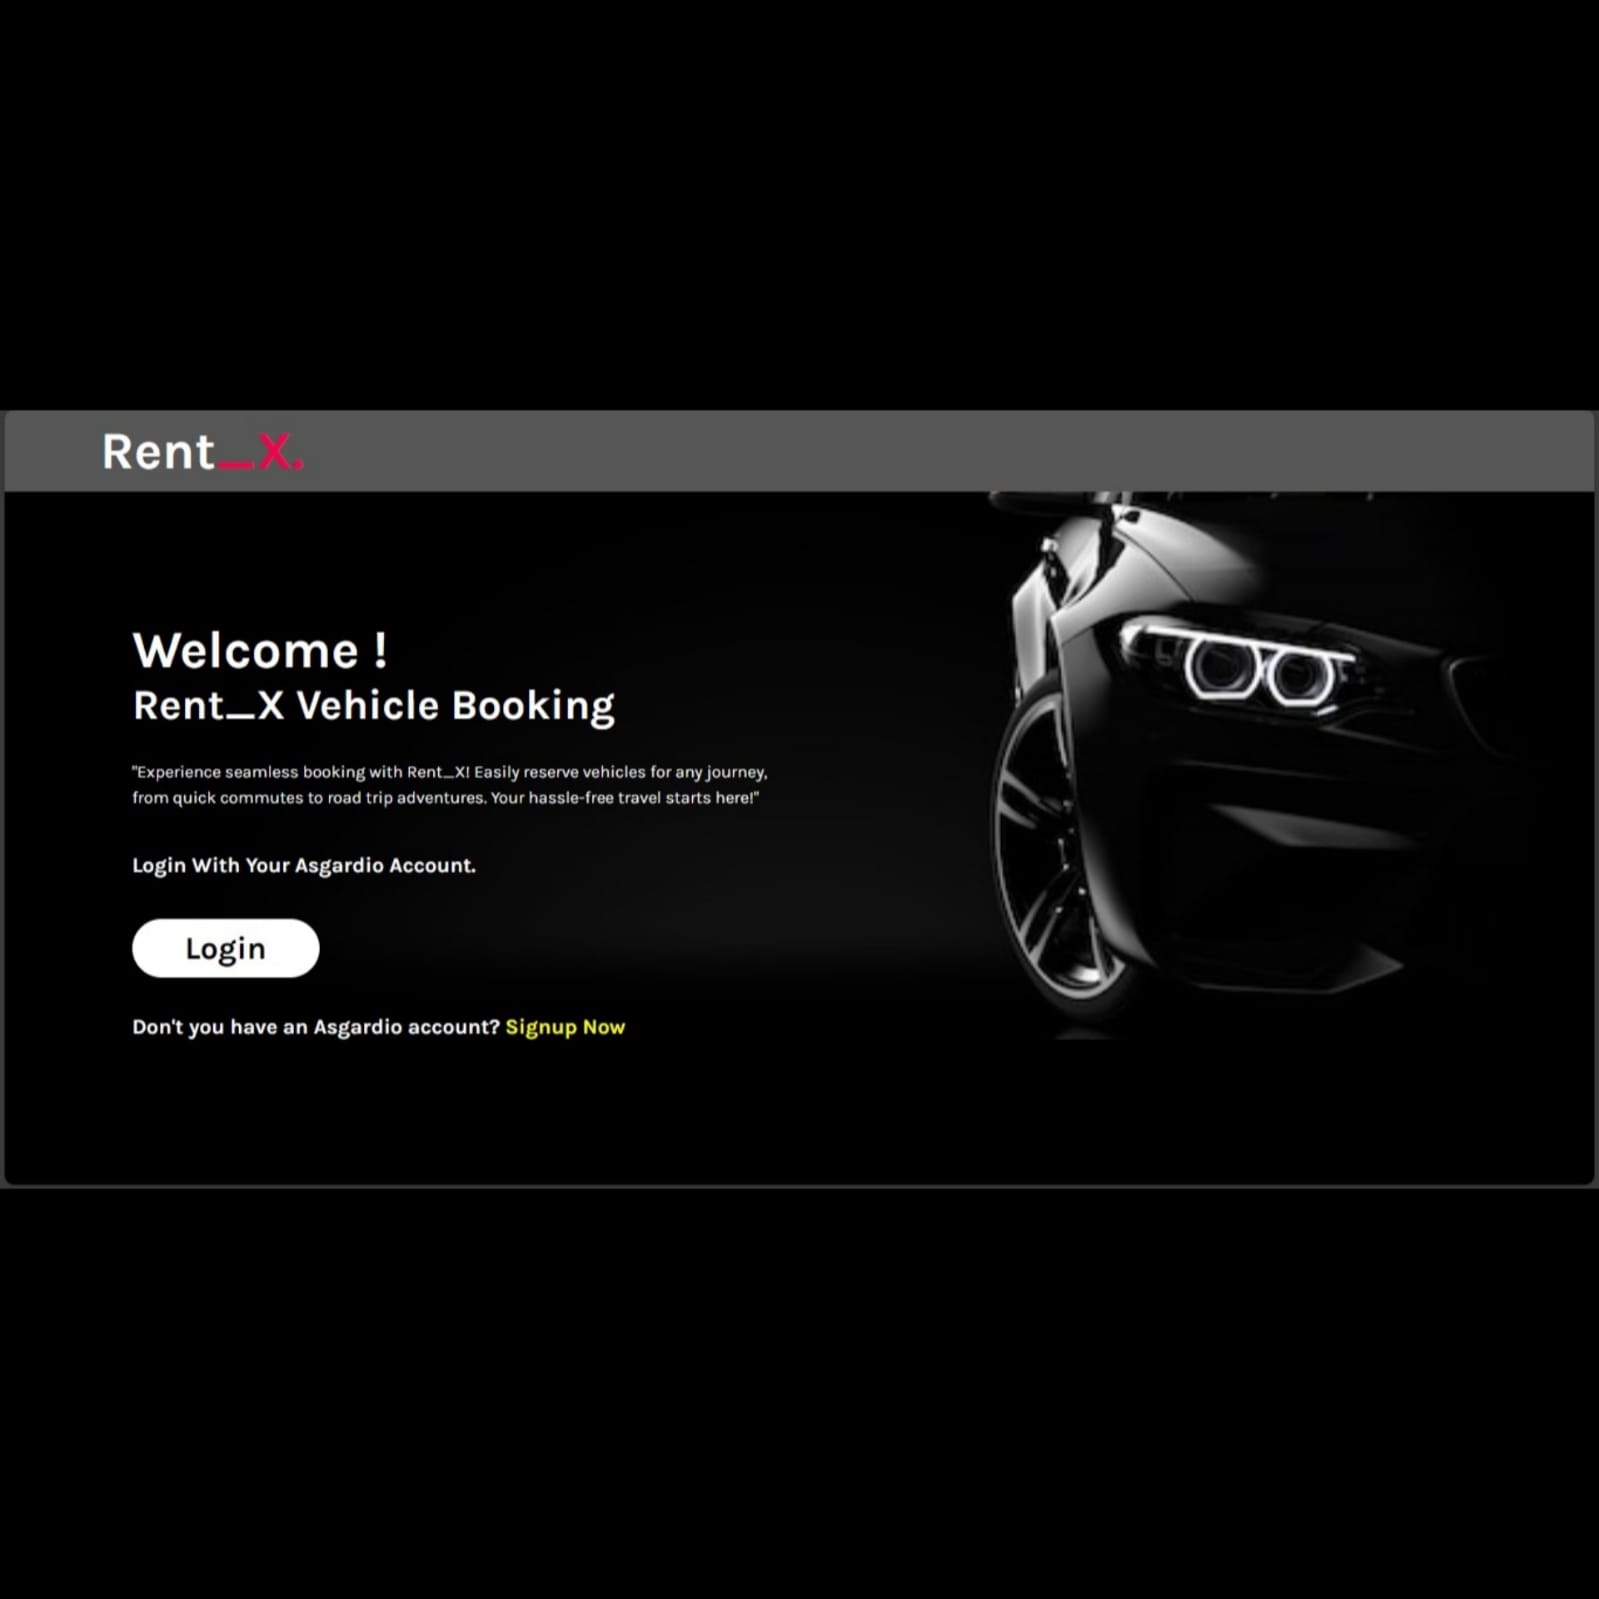 Rent_X.
Welcome !
Rent_X Vehicle Booking
"Experience seamless booking with Rent_X! Easily reserve vehicles for any journey,
from quick commutes to road trip adventures. Your hassle-free travel starts here!"
Login With Your Asgardio Account.
Login
Don't you have an Asgardio account? Signup Now